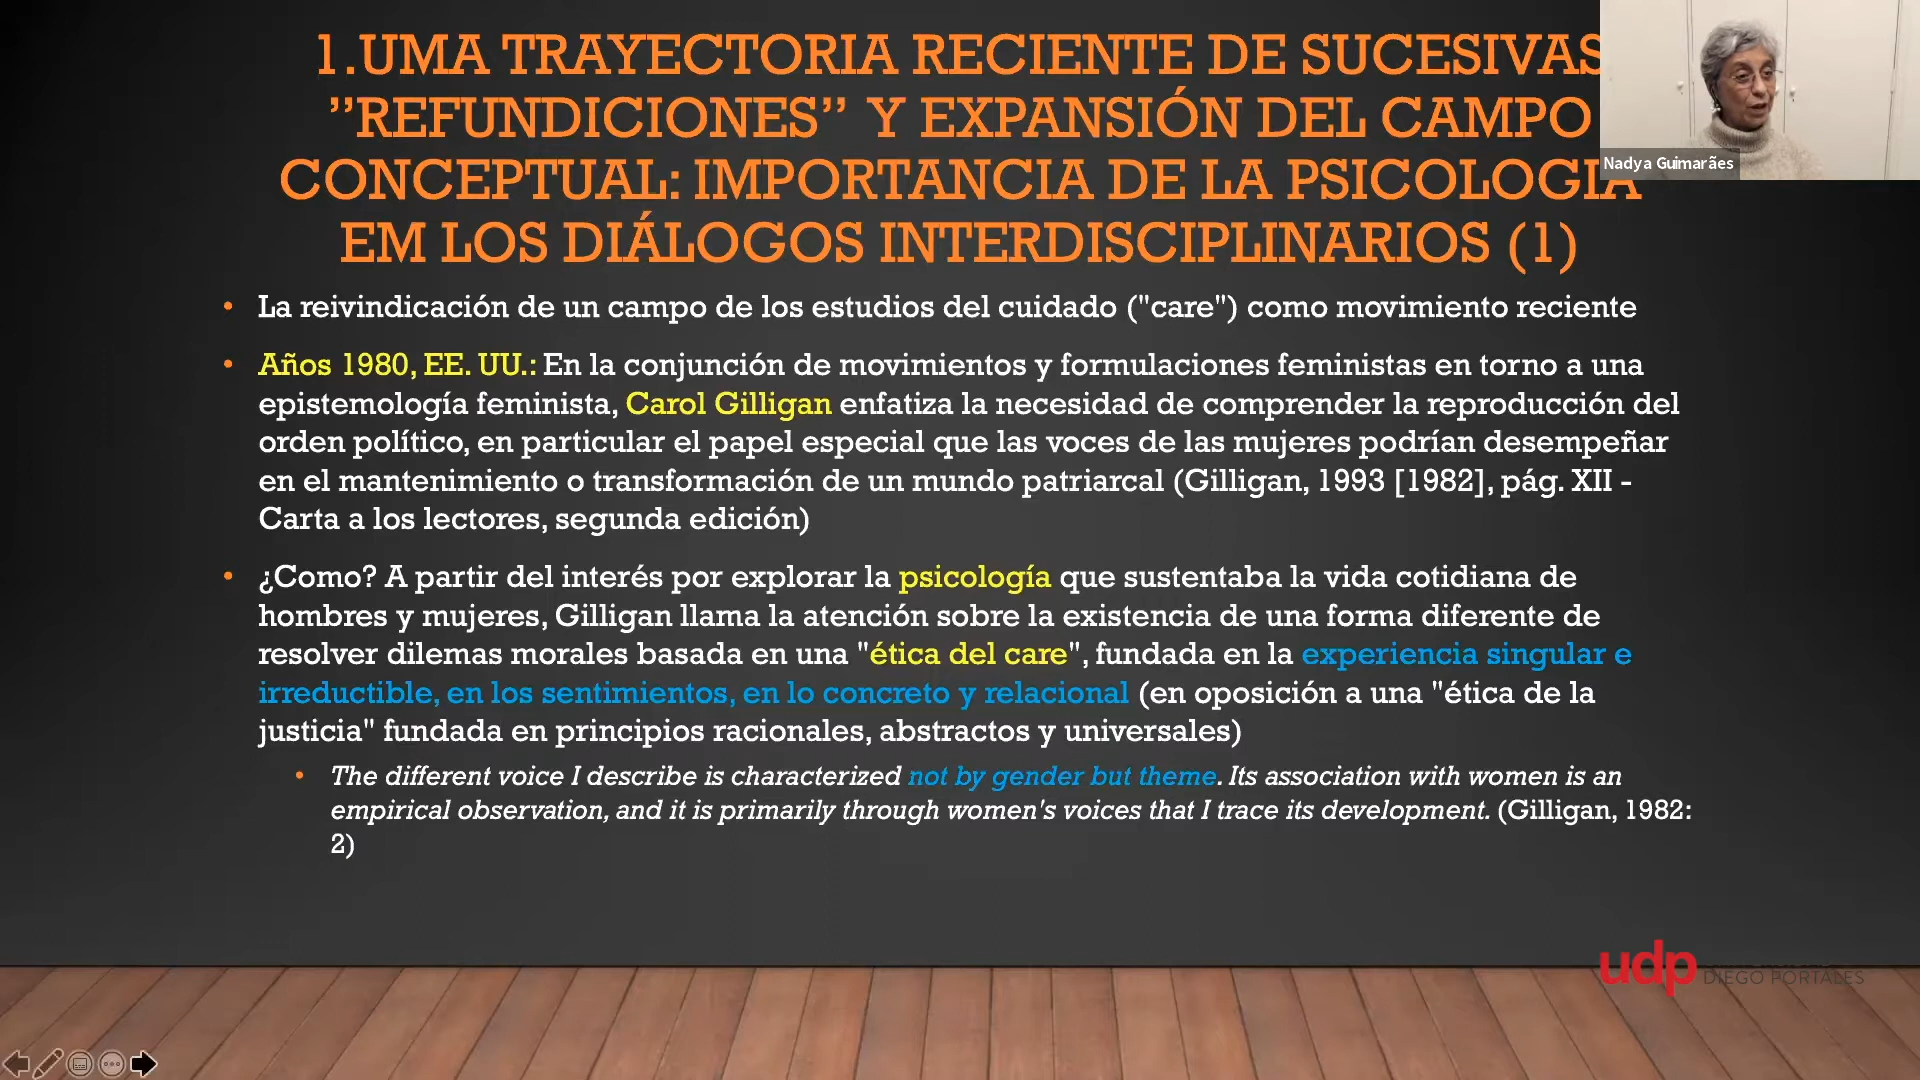 1.UMA TRAYECTORIA RECIENTE DE SUCESIVAS
”REFUNDICIONES” Y EXPANSIÓN DEL CAMPO
CONCEPTUAL: IMPORTANCIA DE LA PSICOLOGIA
EM LOS DIÁLOGOS INTERDISCIPLINARIOS (1)
Nadya Guimarães
• La reivindicación de un campo de los estudios del cuidado ("care") como movimiento reciente
• Años 1980, EE. UU.: En la conjunción de movimientos y formulaciones feministas en torno a una
epistemología feminista, Carol Gilligan enfatiza la necesidad de comprender la reproducción del
orden político, en particular el papel especial que las voces de las mujeres podrían desempeñar
en el mantenimiento o transformación de un mundo patriarcal (Gilligan, 1993 [1982], pág. XII -
Carta a los lectores, segunda edición)
• ¿Como? A partir del interés por explorar la psicología que sustentaba la vida cotidiana de
hombres y mujeres, Gilligan llama la atención sobre la existencia de una forma diferente de
resolver dilemas morales basada en una "ética del care", fundada en la experiencia singular e
irreductible, en los sentimientos, en lo concreto y relacional (en oposición a una "ética de la
justicia" fundada en principios racionales, abstractos y universales)
• The different voice I describe is characterized not by gender but theme. Its association with women is an
empirical observation, and it is primarily through women's voices that I trace its development. (Gilligan, 1982:
2)
udp DIEGO PORTALES